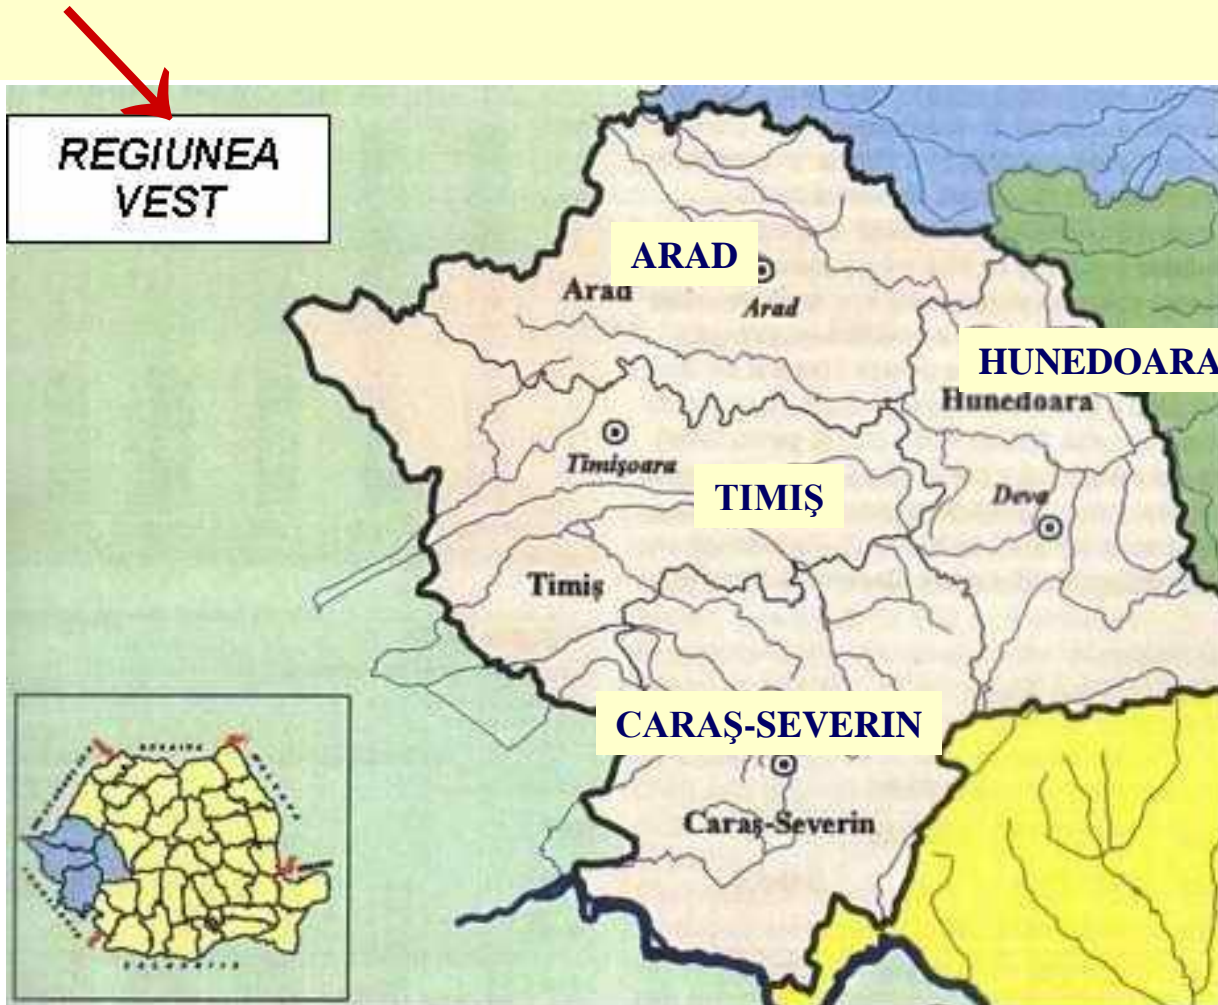 REGIUNEA
VEST
ARAD
Arad
Arad
HUNEDOARA
Hunedoara
Timişoara
TIMIŞ
Deva
Timiş
CARAŞ-SEVERIN
Caraş-Severin